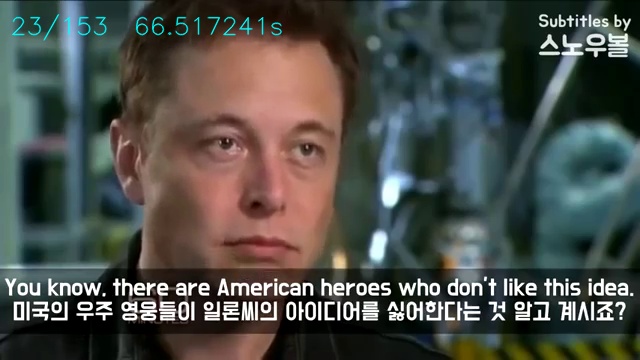 23/153 66.517241s
Subtitles by
스노우볼
You know, there are American heroes who don't like this idea.
미국의 우주 영웅들이 일론씨의 아이디어를 싫어한다는 것 알고 계시죠?